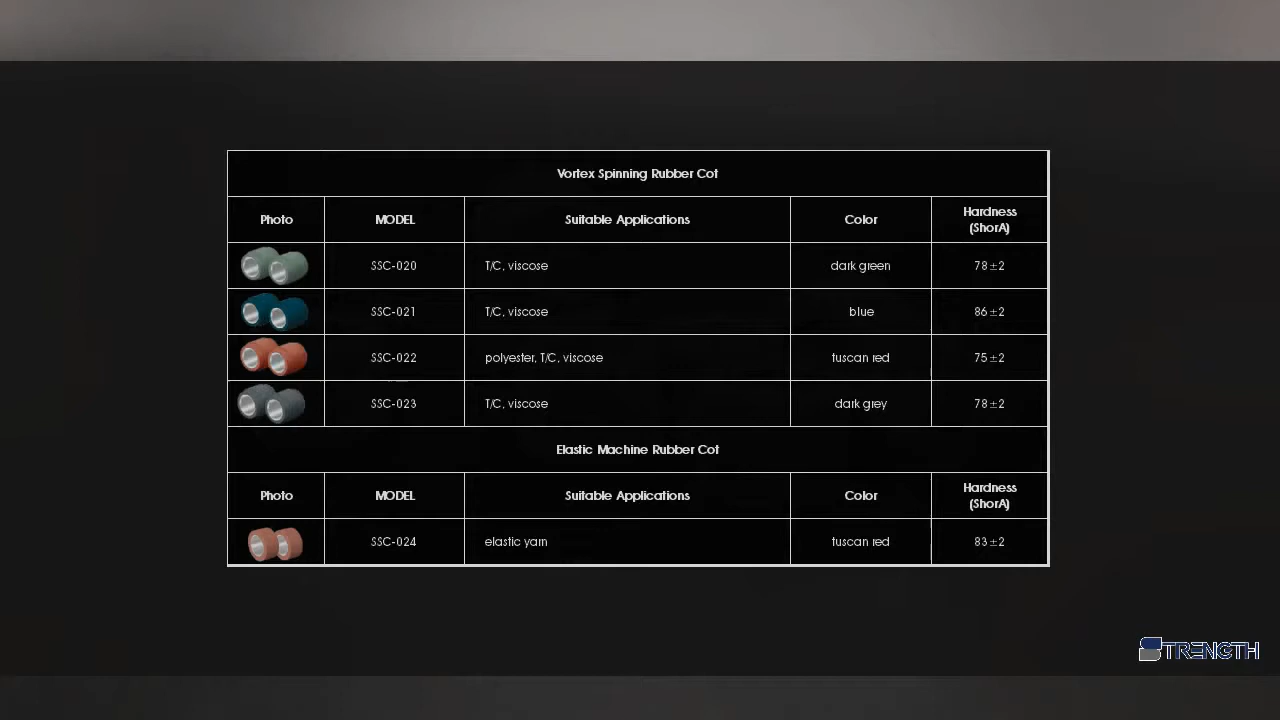 Vortex Spinning Rubber Cot
Photo MODEL Suitable Applications Color Hardness (ShorA)
SSC-020 T/C, viscose dark green 78±2
SSC-021 T/C, viscose blue 86±2
SSC-022 polyester, T/C, viscose tuscan red 75±2
SSC-023 T/C, viscose dark grey 78±2
Elastic Machine Rubber Cot
Photo MODEL Suitable Applications Color Hardness (ShorA)
SSC-024 elastic yarn tuscan red 83±2
STRENGTH